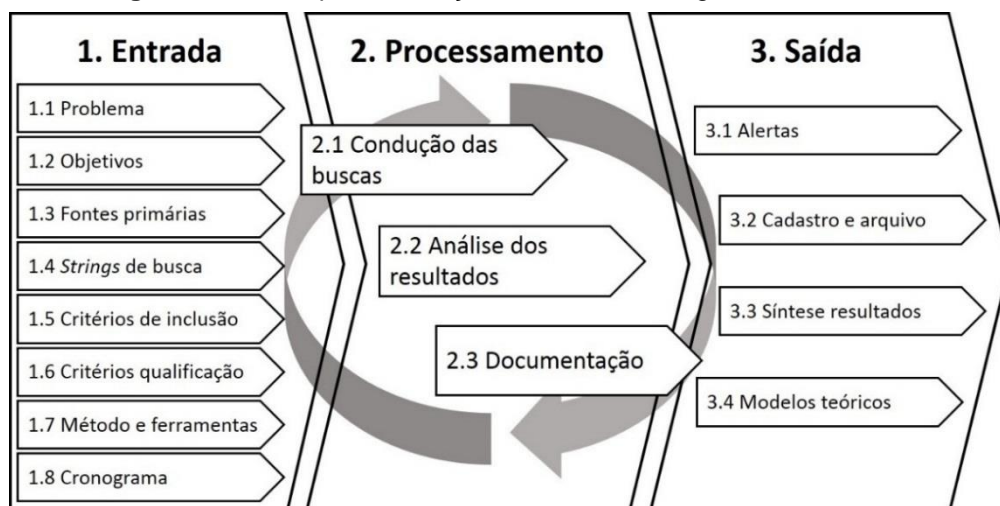 1. Entrada
1.1 Problema
1.2 Objetivos
1.3 Fontes primárias
1.4 Strings de busca
1.5 Critérios de inclusão
1.6 Critérios qualificação
1.7 Método e ferramentas
1.8 Cronograma
2. Processamento
2.1 Condução das
buscas
2.2 Análise dos
resultados
2.3 Documentação
3. Saída
3.1 Alertas
3.2 Cadastro e arquivo
3.3 Síntese resultados
3.4 Modelos teóricos